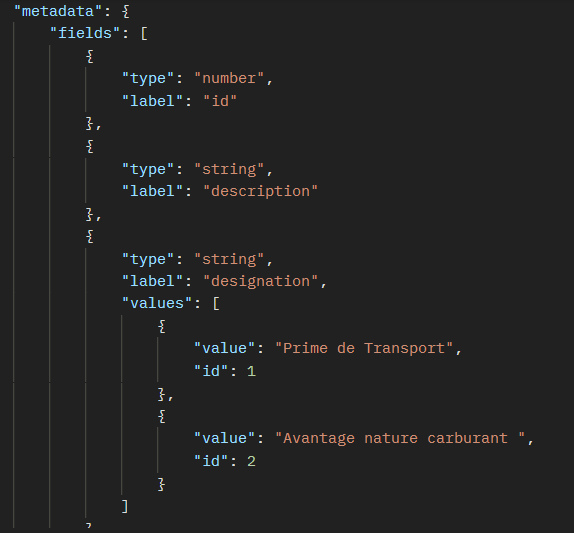 "metadata": {
"fields": [
{
"type": "number",
"label": "id"
},
{
"type": "string",
"label": "description"
},
{
"type": "string",
"label": "designation",
"values": [
{
"value": "Prime de Transport",
"id": 1
},
{
"value": "Avantage nature carburant ",
"id": 2
}
]
}